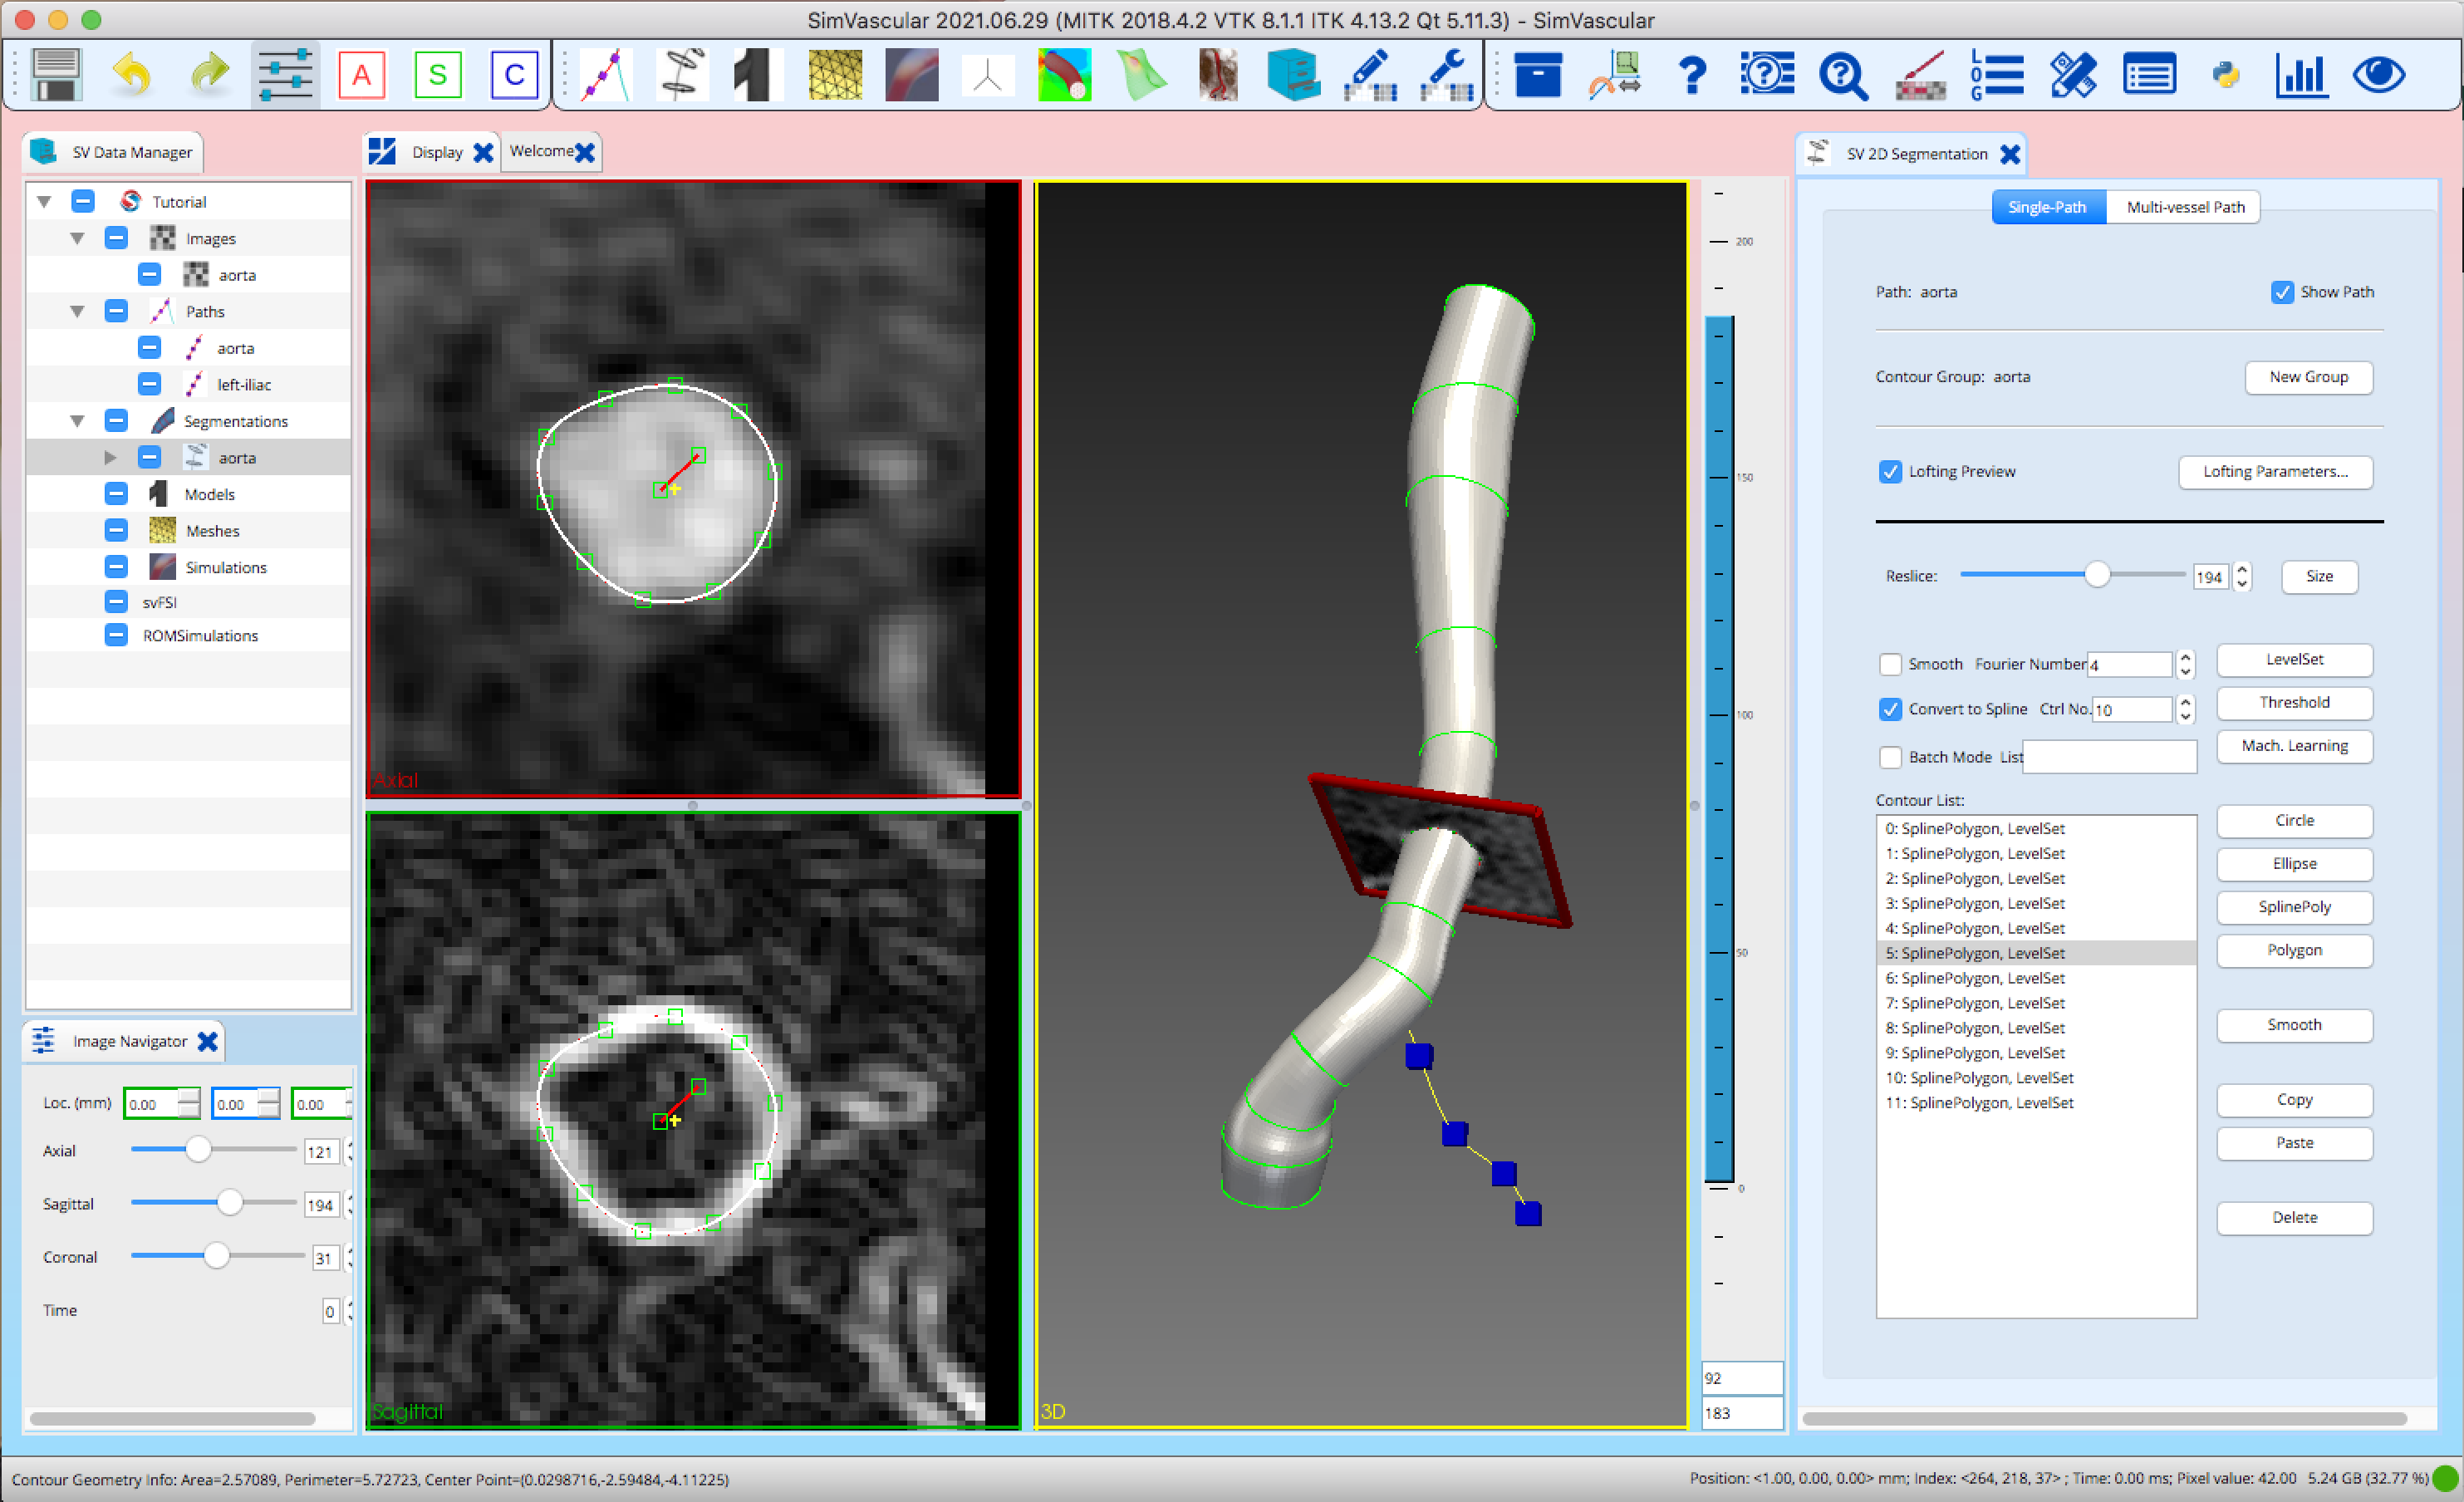 SimVascular 2021.06.29 (MITK 2018.4.2 VTK 8.1.1 ITK 4.13.2 Qt 5.11.3) - SimVascular
A
S
C
LOG
SV Data Manager
Display
Welcome
SV 2D Segmentation
Tutorial
Images
aorta
Paths
aorta
left-iliac
Segmentations
aorta
Models
Meshes
Simulations
svFSI
ROMSimulations
Image Navigator
Loc. (mm) 0.00 0.00 0.00
Axial 121
Sagittal 194
Coronal 31
Time 0
Axial
Sagittal
3D
200
150
100
50
0
92
183
Single-Path Multi-vessel Path
Path: aorta Show Path
Contour Group: aorta New Group
Lofting Preview Lofting Parameters...
Reslice: 194 Size
Smooth Fourier Number 4 LevelSet
Convert to Spline Ctrl No. 10 Threshold
Batch Mode List Mach. Learning
Contour List:
0: SplinePolygon, LevelSet
1: SplinePolygon, LevelSet
2: SplinePolygon, LevelSet
3: SplinePolygon, LevelSet
4: SplinePolygon, LevelSet
5: SplinePolygon, LevelSet
6: SplinePolygon, LevelSet
7: SplinePolygon, LevelSet
8: SplinePolygon, LevelSet
9: SplinePolygon, LevelSet
10: SplinePolygon, LevelSet
11: SplinePolygon, LevelSet
Circle
Ellipse
SplinePoly
Polygon
Smooth
Copy
Paste
Delete
Contour Geometry Info: Area=2.57089, Perimeter=5.72723, Center Point=(0.0298716,-2.59484,-4.11225)
Position: <1.00, 0.00, 0.00> mm; Index: <264, 218, 37> ; Time: 0.00 ms; Pixel value: 42.00 5.24 GB (32.77 %)